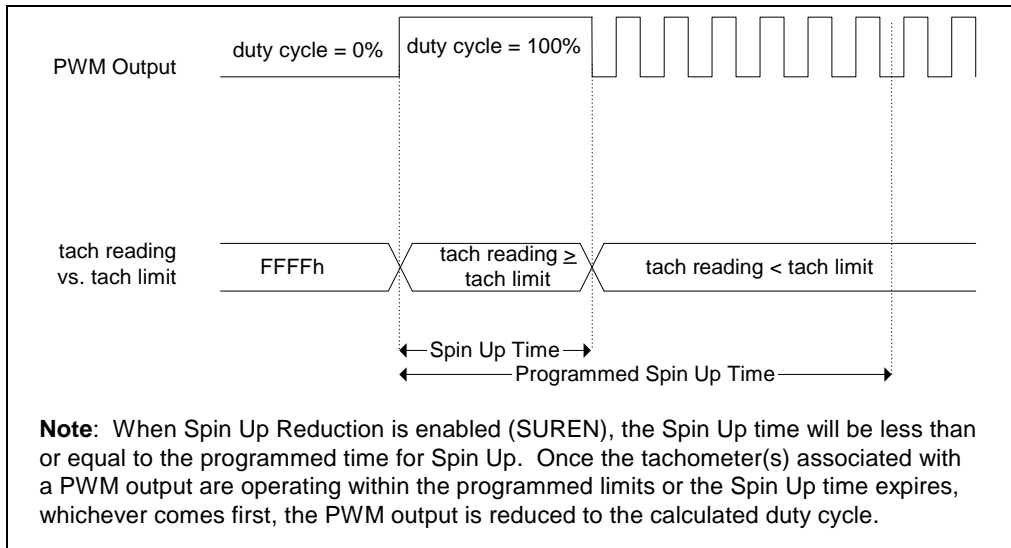 duty cycle = 0%
duty cycle = 100%
PWM Output
tach reading
vs. tach limit
FFFFh
tach reading ≥
tach limit
tach reading < tach limit
Spin Up Time
Programmed Spin Up Time
Note: When Spin Up Reduction is enabled (SUREN), the Spin Up time will be less than
or equal to the programmed time for Spin Up. Once the tachometer(s) associated with
a PWM output are operating within the programmed limits or the Spin Up time expires,
whichever comes first, the PWM output is reduced to the calculated duty cycle.